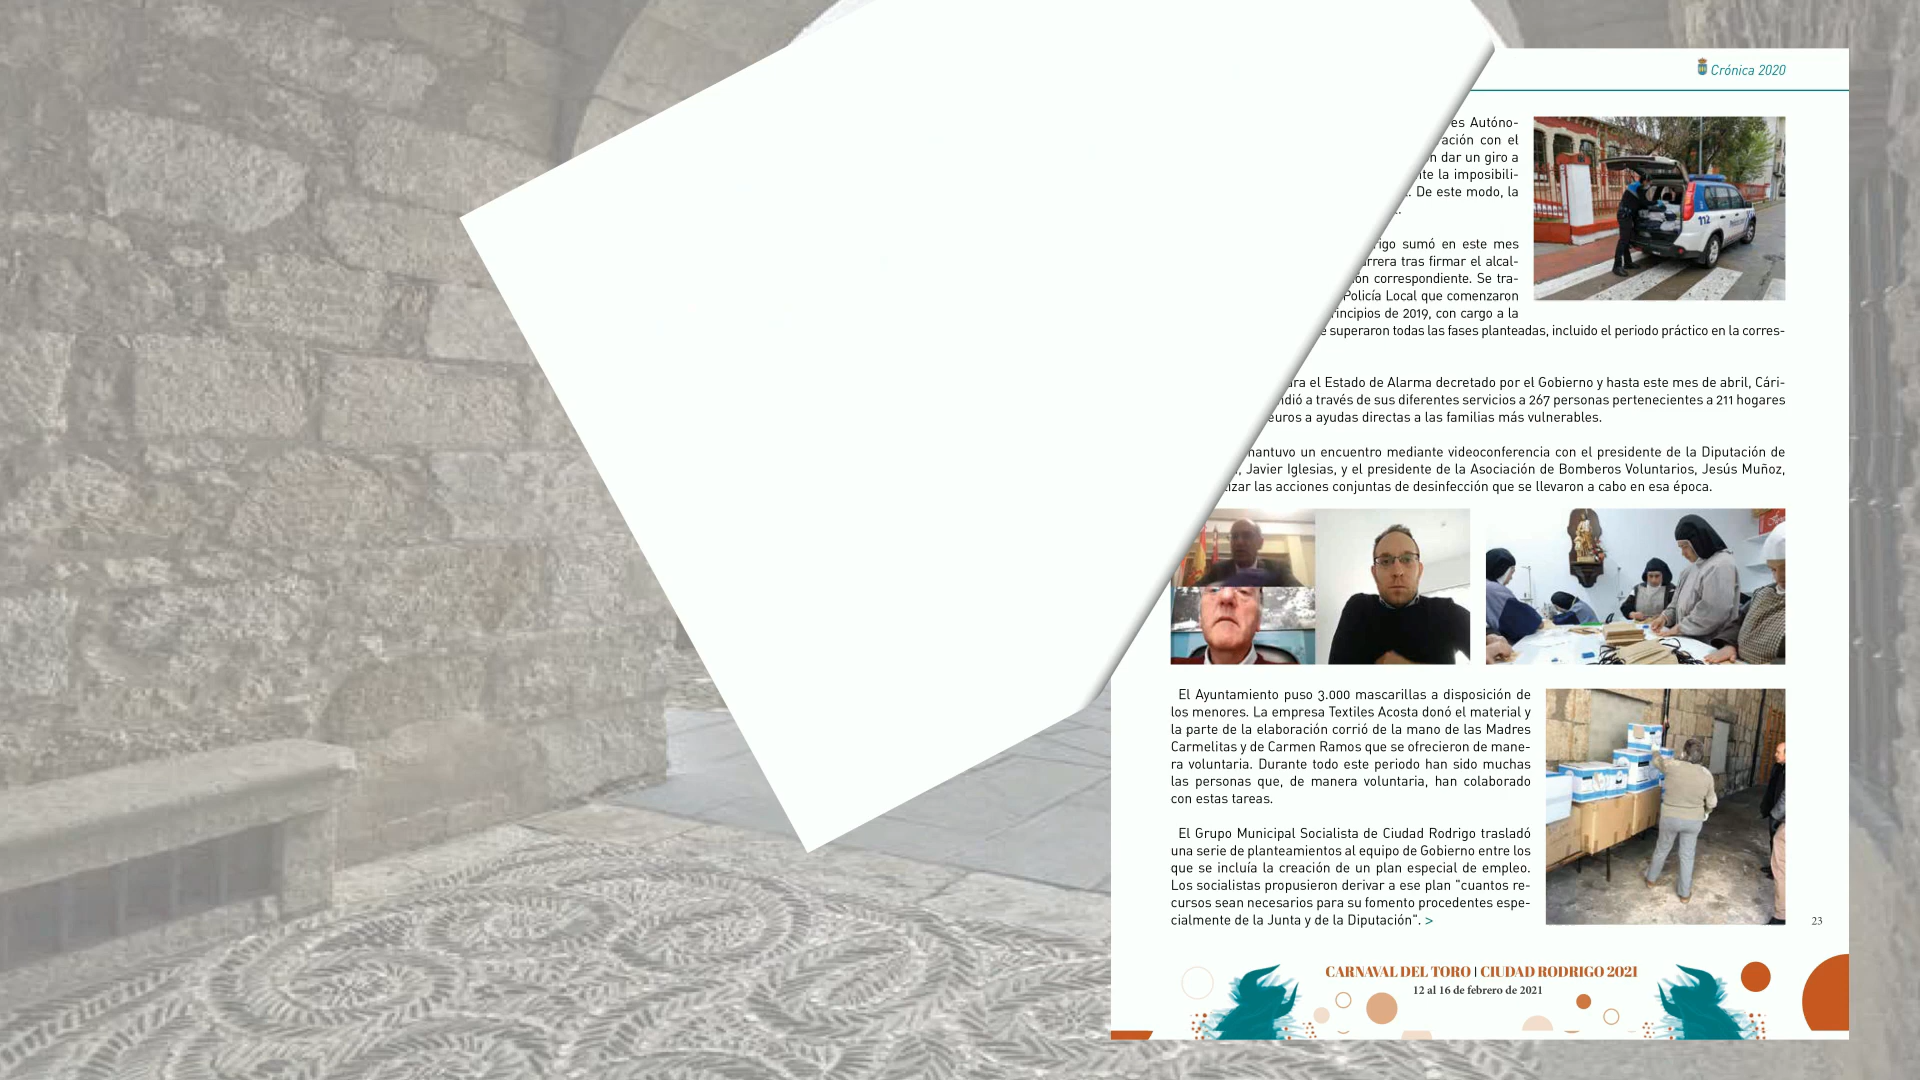 Crónica 2020
es Autóno-
ación con el
dar un giro a
la imposibili-
De este modo, la
sumó en este mes
tras firmar el alcal-
correspondiente. Se tra-
Policía Local que comenzaron
de 2019, con cargo a la
superaron todas las fases planteadas, incluido el periodo práctico en la corres-
el Estado de Alarma decretado por el Gobierno y hasta este mes de abril, Cári-
a través de sus diferentes servicios a 267 personas pertenecientes a 211 hogares
euros a ayudas directas a las familias más vulnerables.
mantuvo un encuentro mediante videoconferencia con el presidente de la Diputación de
, Javier Iglesias, y el presidente de la Asociación de Bomberos Voluntarios, Jesús Muñoz,
las acciones conjuntas de desinfección que se llevaron a cabo en esa época.
El Ayuntamiento puso 3.000 mascarillas a disposición de
los menores. La empresa Textiles Acosta donó el material y
la parte de la elaboración corrió de la mano de las Madres
Carmelitas y de Carmen Ramos que se ofrecieron de mane-
ra voluntaria. Durante todo este periodo han sido muchas
las personas que, de manera voluntaria, han colaborado
con estas tareas.
El Grupo Municipal Socialista de Ciudad Rodrigo trasladó
una serie de planteamientos al equipo de Gobierno entre los
que se incluía la creación de un plan especial de empleo.
Los socialistas propusieron derivar a ese plan "cuantos re-
cursos sean necesarios para su fomento procedentes espe-
cialmente de la Junta y de la Diputación". >
23
CARNAVAL DEL TORO | CIUDAD RODRIGO 2021
12 al 16 de febrero de 2021
112